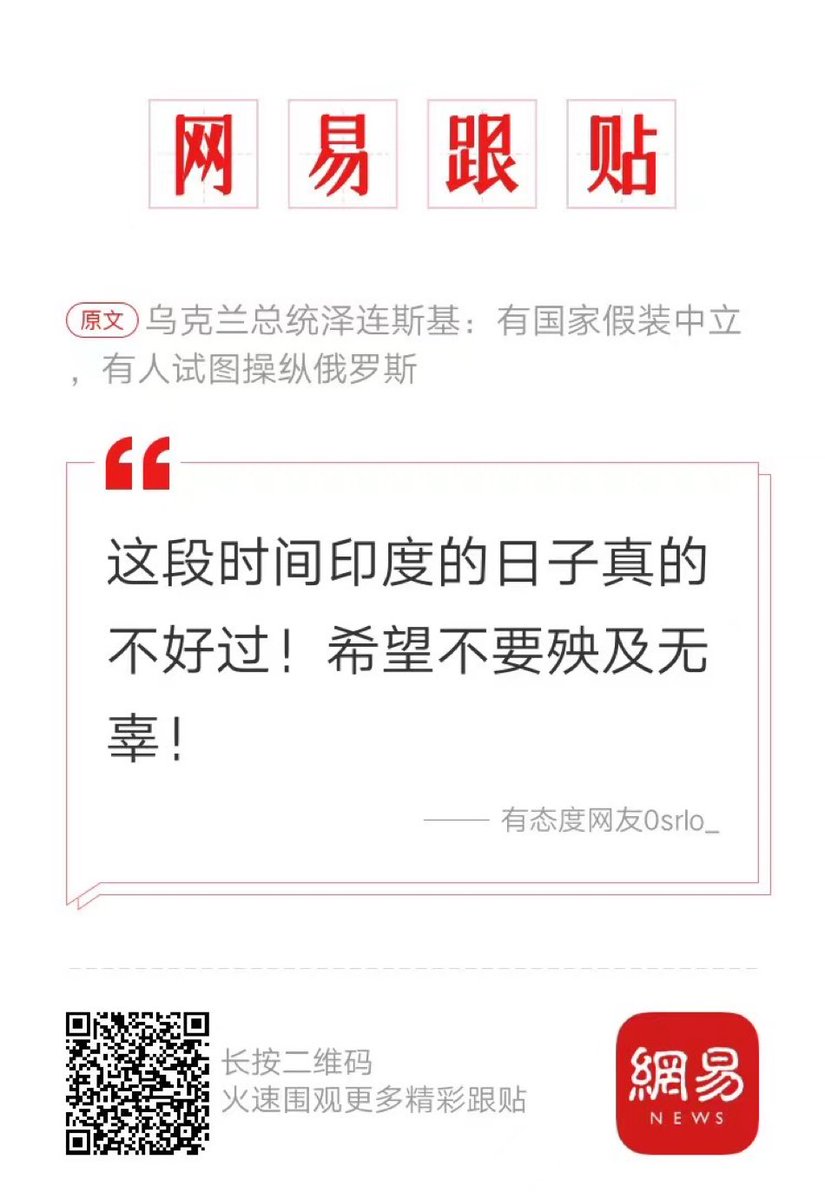 网易跟贴
原文 乌克兰总统泽连斯基：有国家假装中立
，有人试图操纵俄罗斯
这段时间印度的日子真的
不好过！希望不要殃及无
辜！
—— 有态度网友0srlo_
长按二维码
火速围观更多精彩跟贴
網易
NEWS